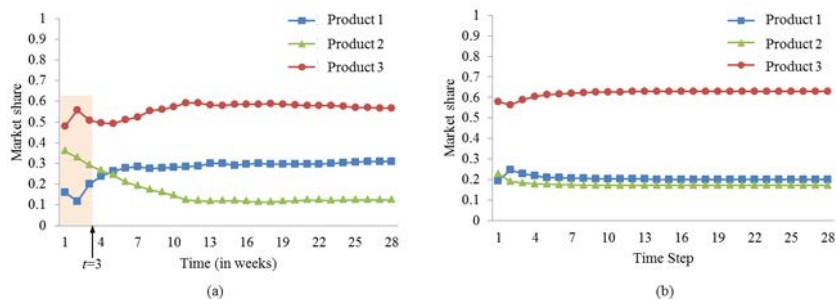 1
0.9
0.8
0.7
0.6
0.5
0.4
0.3
0.2
0.1
0
Market share
Product 1
Product 2
Product 3
1 4 7 10 13 16 19 22 25 28
t=3
Time (in weeks)
(a)
1
0.9
0.8
0.7
0.6
0.5
0.4
0.3
0.2
0.1
0
Market share
Product 1
Product 2
Product 3
1 4 7 10 13 16 19 22 25 28
Time Step
(b)